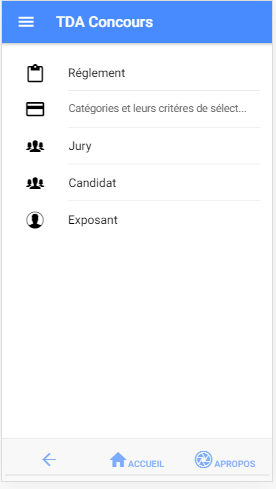 TDA Concours
Réglement
Catégories et leurs critéres de sélect...
Jury
Candidat
Exposant
ACCUEIL
APROPOS